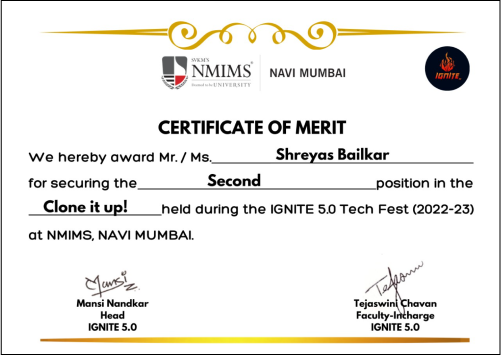 SVKM'S
NMIMS
Deemed to be UNIVERSITY
NAVI MUMBAI
IGNITE
CERTIFICATE OF MERIT
We hereby award Mr. / Ms. Shreyas Bailkar
for securing the Second position in the
Clone it up! held during the IGNITE 5.0 Tech Fest (2022-23)
at NMIMS, NAVI MUMBAI.
Mansi
Tejaswini
Mansi Nandkar
Head
IGNITE 5.0
Tejaswini Chavan
Faculty-Incharge
IGNITE 5.0